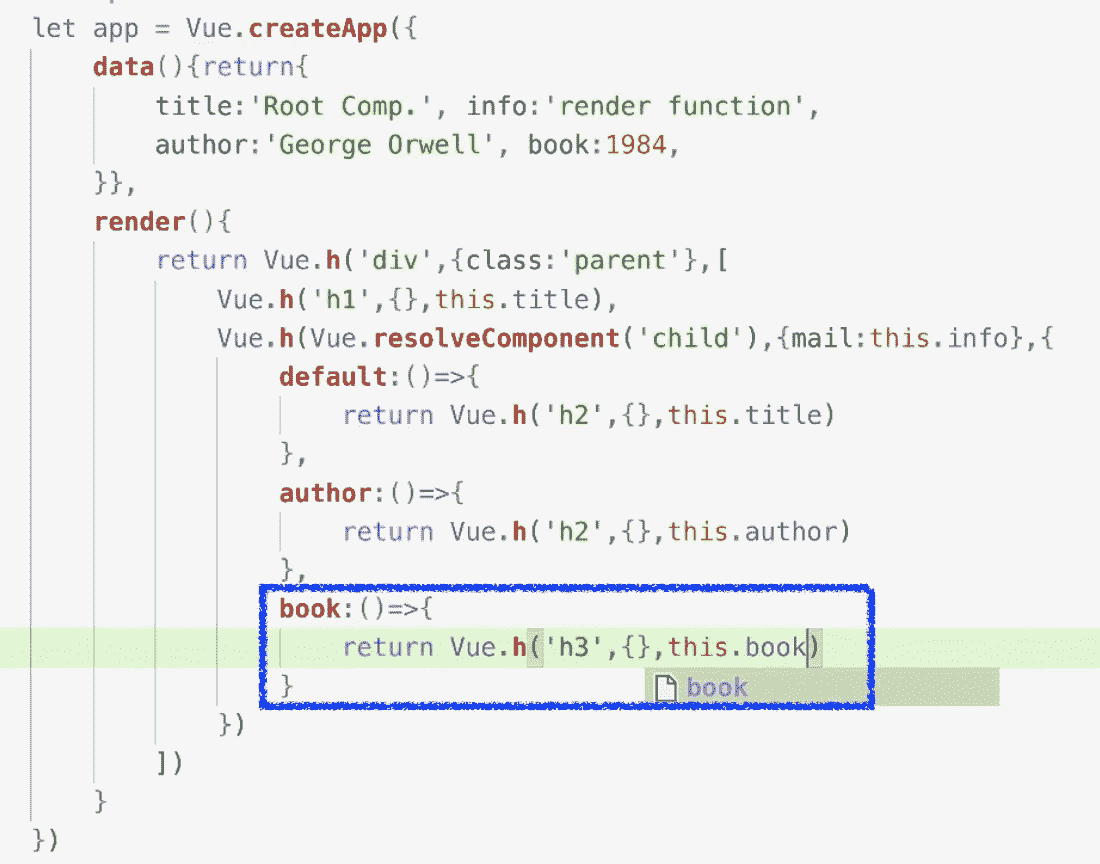 let app = Vue.createApp({
    data(){return{
        title:'Root Comp.', info:'render function',
        author:'George Orwell', book:1984,
    }},
    render(){
        return Vue.h('div',{class:'parent'},[
            Vue.h('h1',{},this.title),
            Vue.h(Vue.resolveComponent('child'),{mail:this.info},{
                default:()=>{
                    return Vue.h('h2',{},this.title)
                },
                author:()=>{
                    return Vue.h('h2',{},this.author)
                },
                book:()=>{
                    return Vue.h('h3',{},this.book)
                }
book
            })
        ])
    }
})